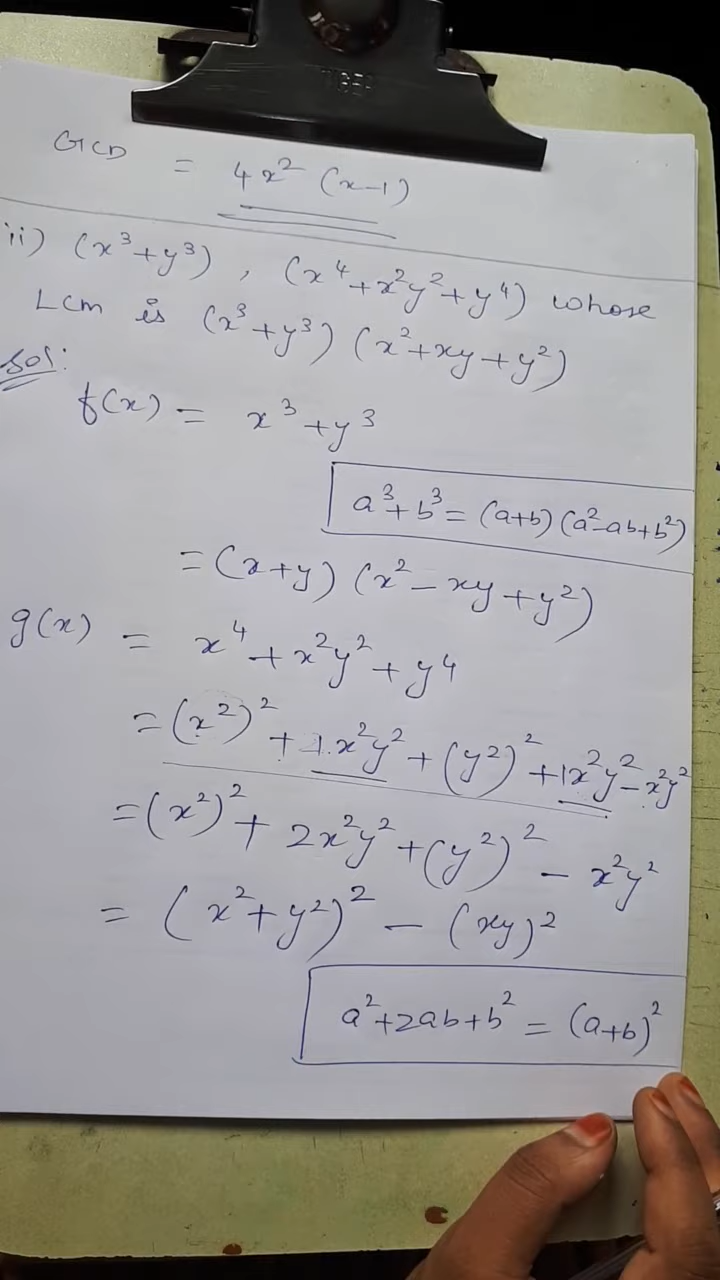 TIGER
GCD = 4x² (x-1)
ii) (x³+y³) , (x⁴+x²y²+y⁴) whose
LCM is (x³+y³) (x²+xy+y²)
Sol:
f(x) = x³+y³
a³+b³ = (a+b) (a²-ab+b²)
= (x+y) (x² - xy + y²)
g(x) = x⁴ + x²y² + y⁴
= (x²)² + 1x²y² + (y²)² + 1x²y² - x²y²
= (x²)² + 2x²y² + (y²)² - x²y²
= (x²+y²)² - (xy)²
a²+2ab+b² = (a+b)²